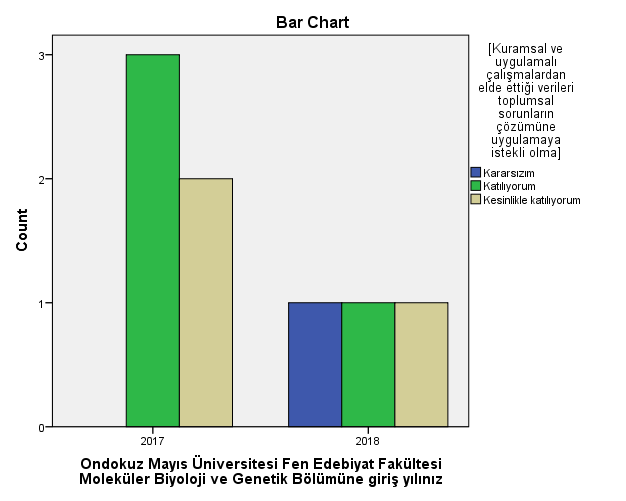 Bar Chart
[Kuramsal ve
uygulamalı
çalışmalardan
elde ettiği verileri
toplumsal
sorunların
çözümüne
uygulamaya
istekli olma]
Kararsızım
Katılıyorum
Kesinlikle katılıyorum
Count
3
2
1
0
2017
2018
Ondokuz Mayıs Üniversitesi Fen Edebiyat Fakültesi
Moleküler Biyoloji ve Genetik Bölümüne giriş yılınız